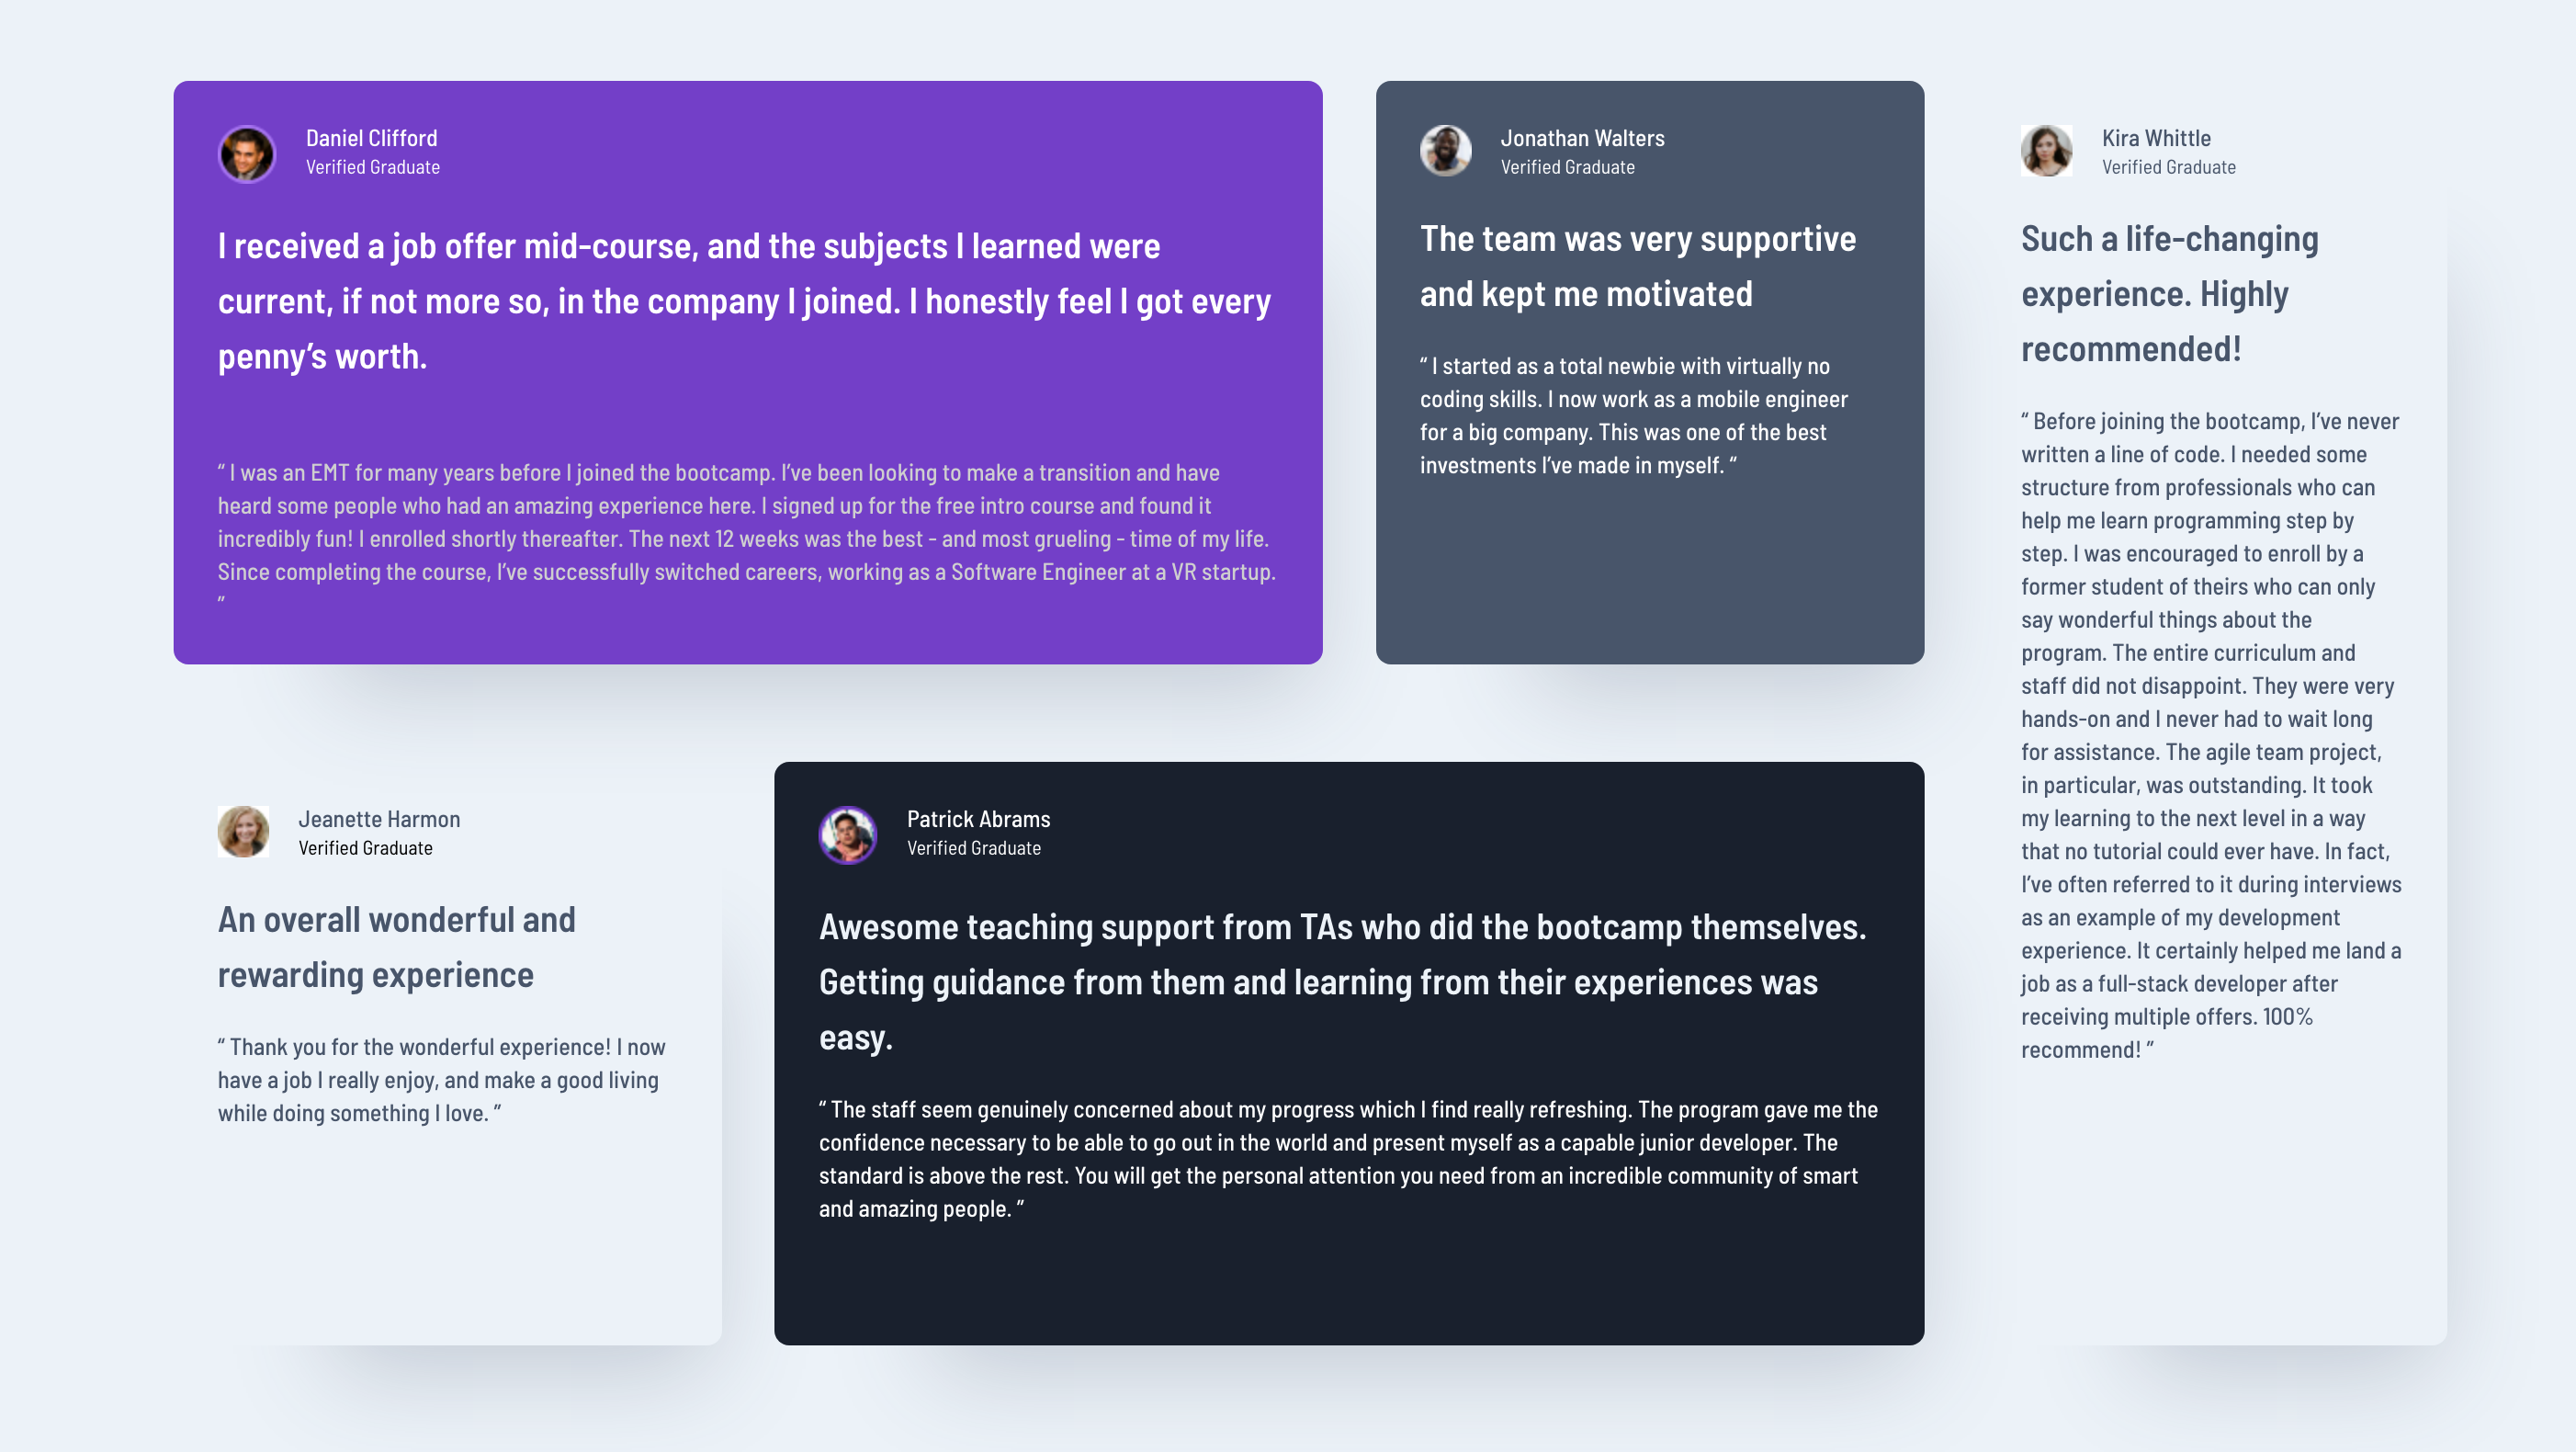 Daniel Clifford
Verified Graduate
I received a job offer mid-course, and the subjects I learned were
current, if not more so, in the company I joined. I honestly feel I got every
penny’s worth.
“ I was an EMT for many years before I joined the bootcamp. I’ve been looking to make a transition and have
heard some people who had an amazing experience here. I signed up for the free intro course and found it
incredibly fun! I enrolled shortly thereafter. The next 12 weeks was the best - and most grueling - time of my life.
Since completing the course, I’ve successfully switched careers, working as a Software Engineer at a VR startup.
”
Jonathan Walters
Verified Graduate
The team was very supportive
and kept me motivated
“ I started as a total newbie with virtually no
coding skills. I now work as a mobile engineer
for a big company. This was one of the best
investments I’ve made in myself. “
Kira Whittle
Verified Graduate
Such a life-changing
experience. Highly
recommended!
“ Before joining the bootcamp, I’ve never
written a line of code. I needed some
structure from professionals who can
help me learn programming step by
step. I was encouraged to enroll by a
former student of theirs who can only
say wonderful things about the
program. The entire curriculum and
staff did not disappoint. They were very
hands-on and I never had to wait long
for assistance. The agile team project,
in particular, was outstanding. It took
my learning to the next level in a way
that no tutorial could ever have. In fact,
I’ve often referred to it during interviews
as an example of my development
experience. It certainly helped me land a
job as a full-stack developer after
receiving multiple offers. 100%
recommend! ”
Jeanette Harmon
Verified Graduate
An overall wonderful and
rewarding experience
“ Thank you for the wonderful experience! I now
have a job I really enjoy, and make a good living
while doing something I love. ”
Patrick Abrams
Verified Graduate
Awesome teaching support from TAs who did the bootcamp themselves.
Getting guidance from them and learning from their experiences was
easy.
“ The staff seem genuinely concerned about my progress which I find really refreshing. The program gave me the
confidence necessary to be able to go out in the world and present myself as a capable junior developer. The
standard is above the rest. You will get the personal attention you need from an incredible community of smart
and amazing people. ”